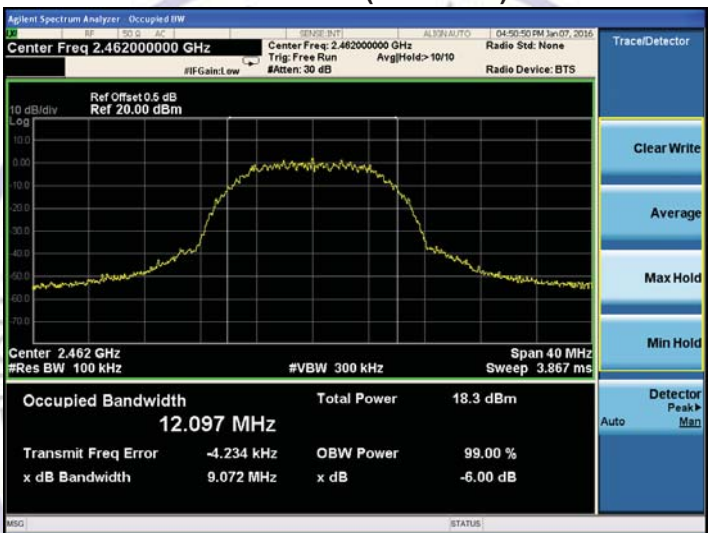 Agilent Spectrum Analyzer - Occupied BW
LXI RF 50 Ω AC SENSE:INT ALIGN AUTO 04:50:50 PM Jan 07, 2016
Center Freq 2.462000000 GHz
Center Freq: 2.462000000 GHz
Radio Std: None
Trig: Free Run Avg|Hold:> 10/10
#IFGain:Low
#Atten: 30 dB
Radio Device: BTS
Trace/Detector
Ref Offset 0.5 dB
10 dB/div Ref 20.00 dBm
Log
10.0
0.00
-10.0
-20.0
-30.0
-40.0
-50.0
-60.0
-70.0
Center 2.462 GHz
Span 40 MHz
#Res BW 100 kHz
#VBW 300 kHz
Sweep 3.867 ms
Clear Write
Average
Max Hold
Min Hold
Detector
Peak▶
Auto Man
Occupied Bandwidth
Total Power 18.3 dBm
12.097 MHz
Transmit Freq Error -4.234 kHz
OBW Power 99.00 %
x dB Bandwidth 9.072 MHz
x dB -6.00 dB
MSG
STATUS